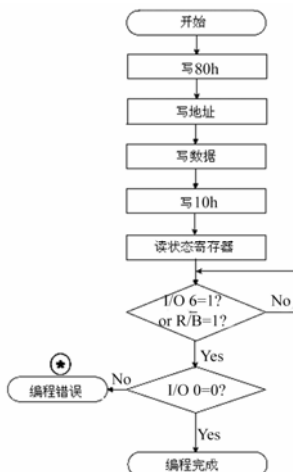 开始
写80h
写地址
写数据
写10h
读状态寄存器
I/O 6=1?
or R/B̅=1?
No
Yes
*
No
编程错误
I/O 0=0?
Yes
编程完成